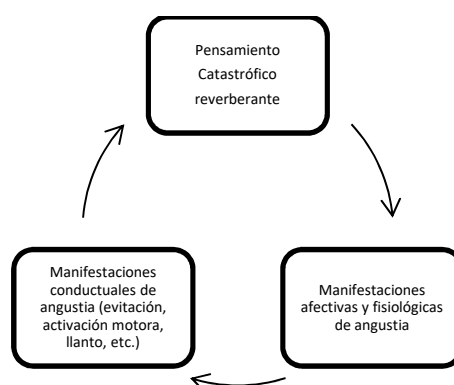 Pensamiento
Catastrófico
reverberante
Manifestaciones
conductuales de
angustia (evitación,
activación motora,
llanto, etc.)
Manifestaciones
afectivas y fisiológicas
de angustia